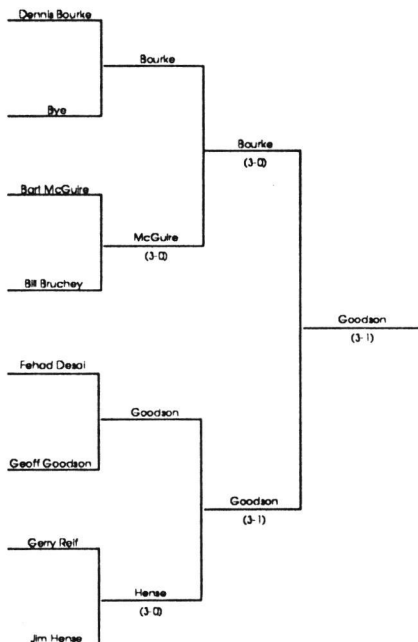 Dennis Bourke
Bye
Bart McGuire
Bill Bruchey
Fehad Desai
Geoff Goodson
Gerry Reif
Jim Hense
Bourke
McGuire
(3-0)
Goodson
Hense
(3-0)
Bourke
(3-0)
Goodson
(3-1)
Goodson
(3-1)